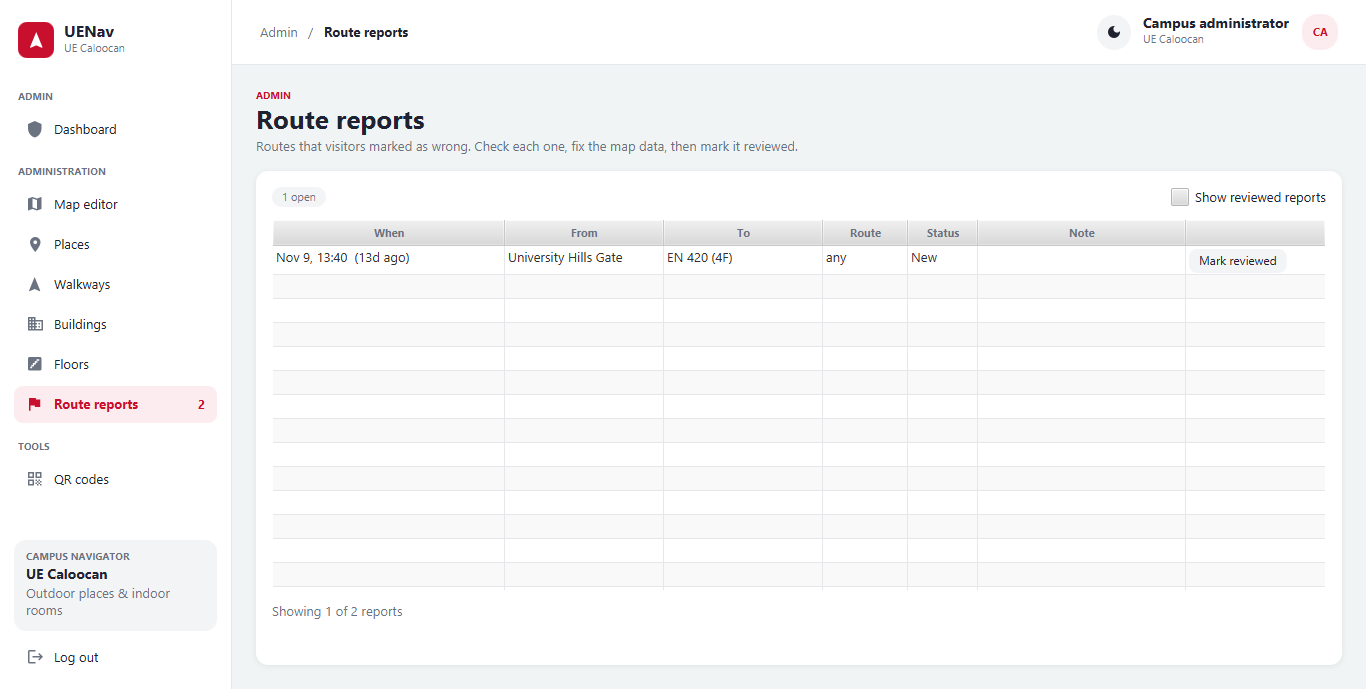 UENav
UE Caloocan
ADMIN
Dashboard
ADMINISTRATION
Map editor
Places
Walkways
Buildings
Floors
Route reports 2
TOOLS
QR codes
CAMPUS NAVIGATOR
UE Caloocan
Outdoor places & indoor
rooms
Log out
Admin / Route reports
Campus administrator
UE Caloocan
CA
ADMIN
Route reports
Routes that visitors marked as wrong. Check each one, fix the map data, then mark it reviewed.
1 open
Show reviewed reports
When From To Route Status Note
Nov 9, 13:40 (13d ago) University Hills Gate EN 420 (4F) any New Mark reviewed
Showing 1 of 2 reports